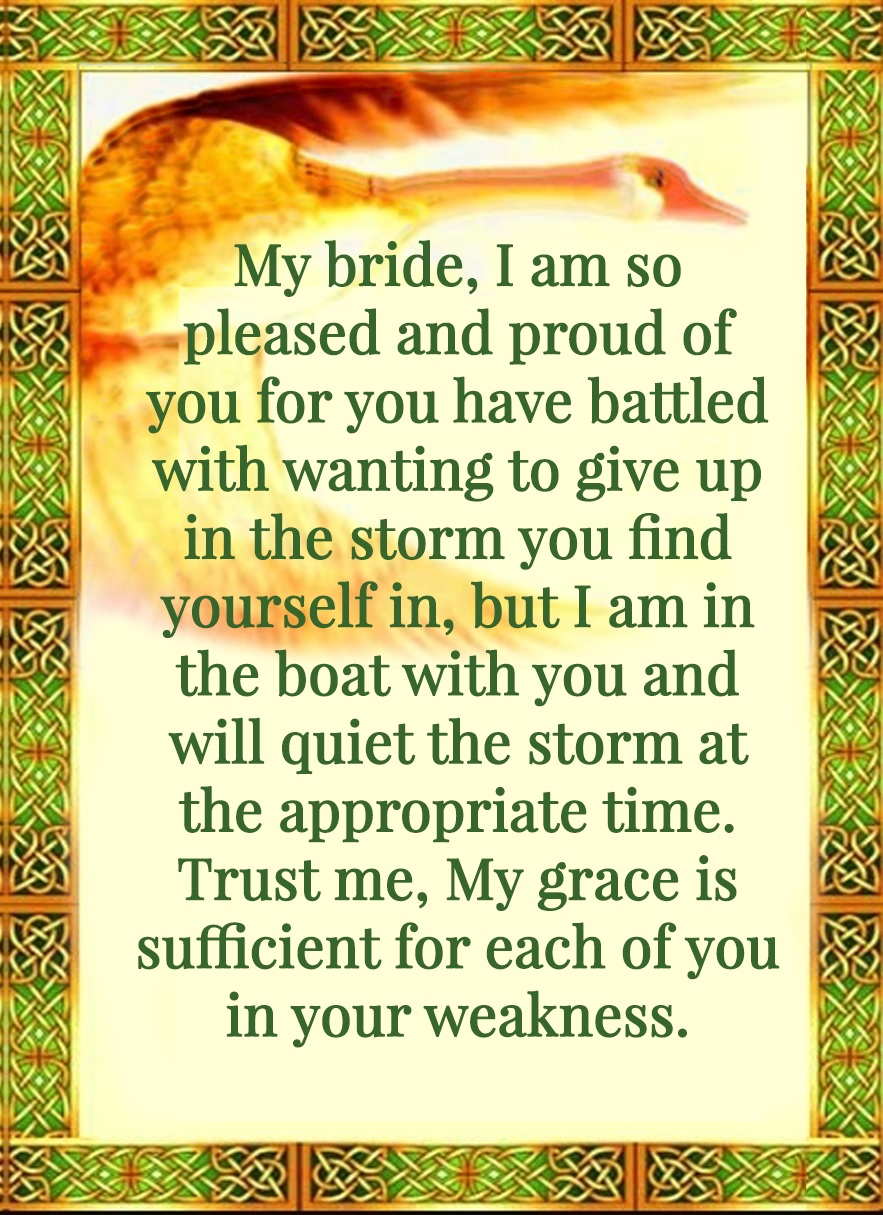 My bride, I am so
pleased and proud of
you for you have battled
with wanting to give up
in the storm you find
yourself in, but I am in
the boat with you and
will quiet the storm at
the appropriate time.
Trust me, My grace is
sufficient for each of you
in your weakness.